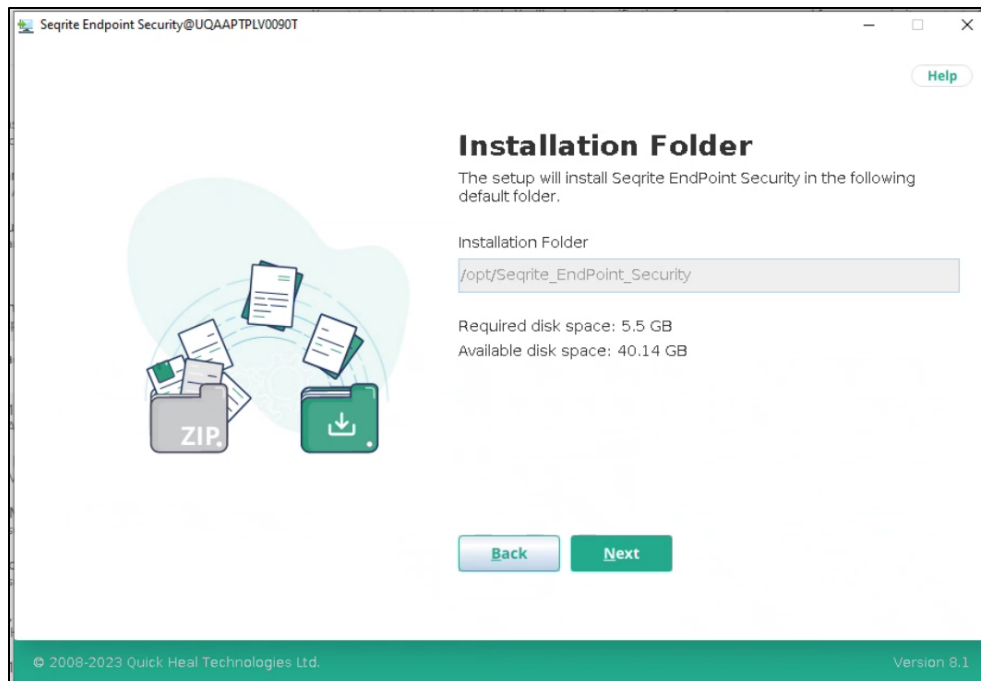 Seqrite Endpoint Security@UQAAPTPLV0090T
Help
Installation Folder
The setup will install Seqrite EndPoint Security in the following
default folder.
Installation Folder
/opt/Seqrite_EndPoint_Security
Required disk space: 5.5 GB
Available disk space: 40.14 GB
ZIP
Back
Next
© 2008-2023 Quick Heal Technologies Ltd.
Version 8.1